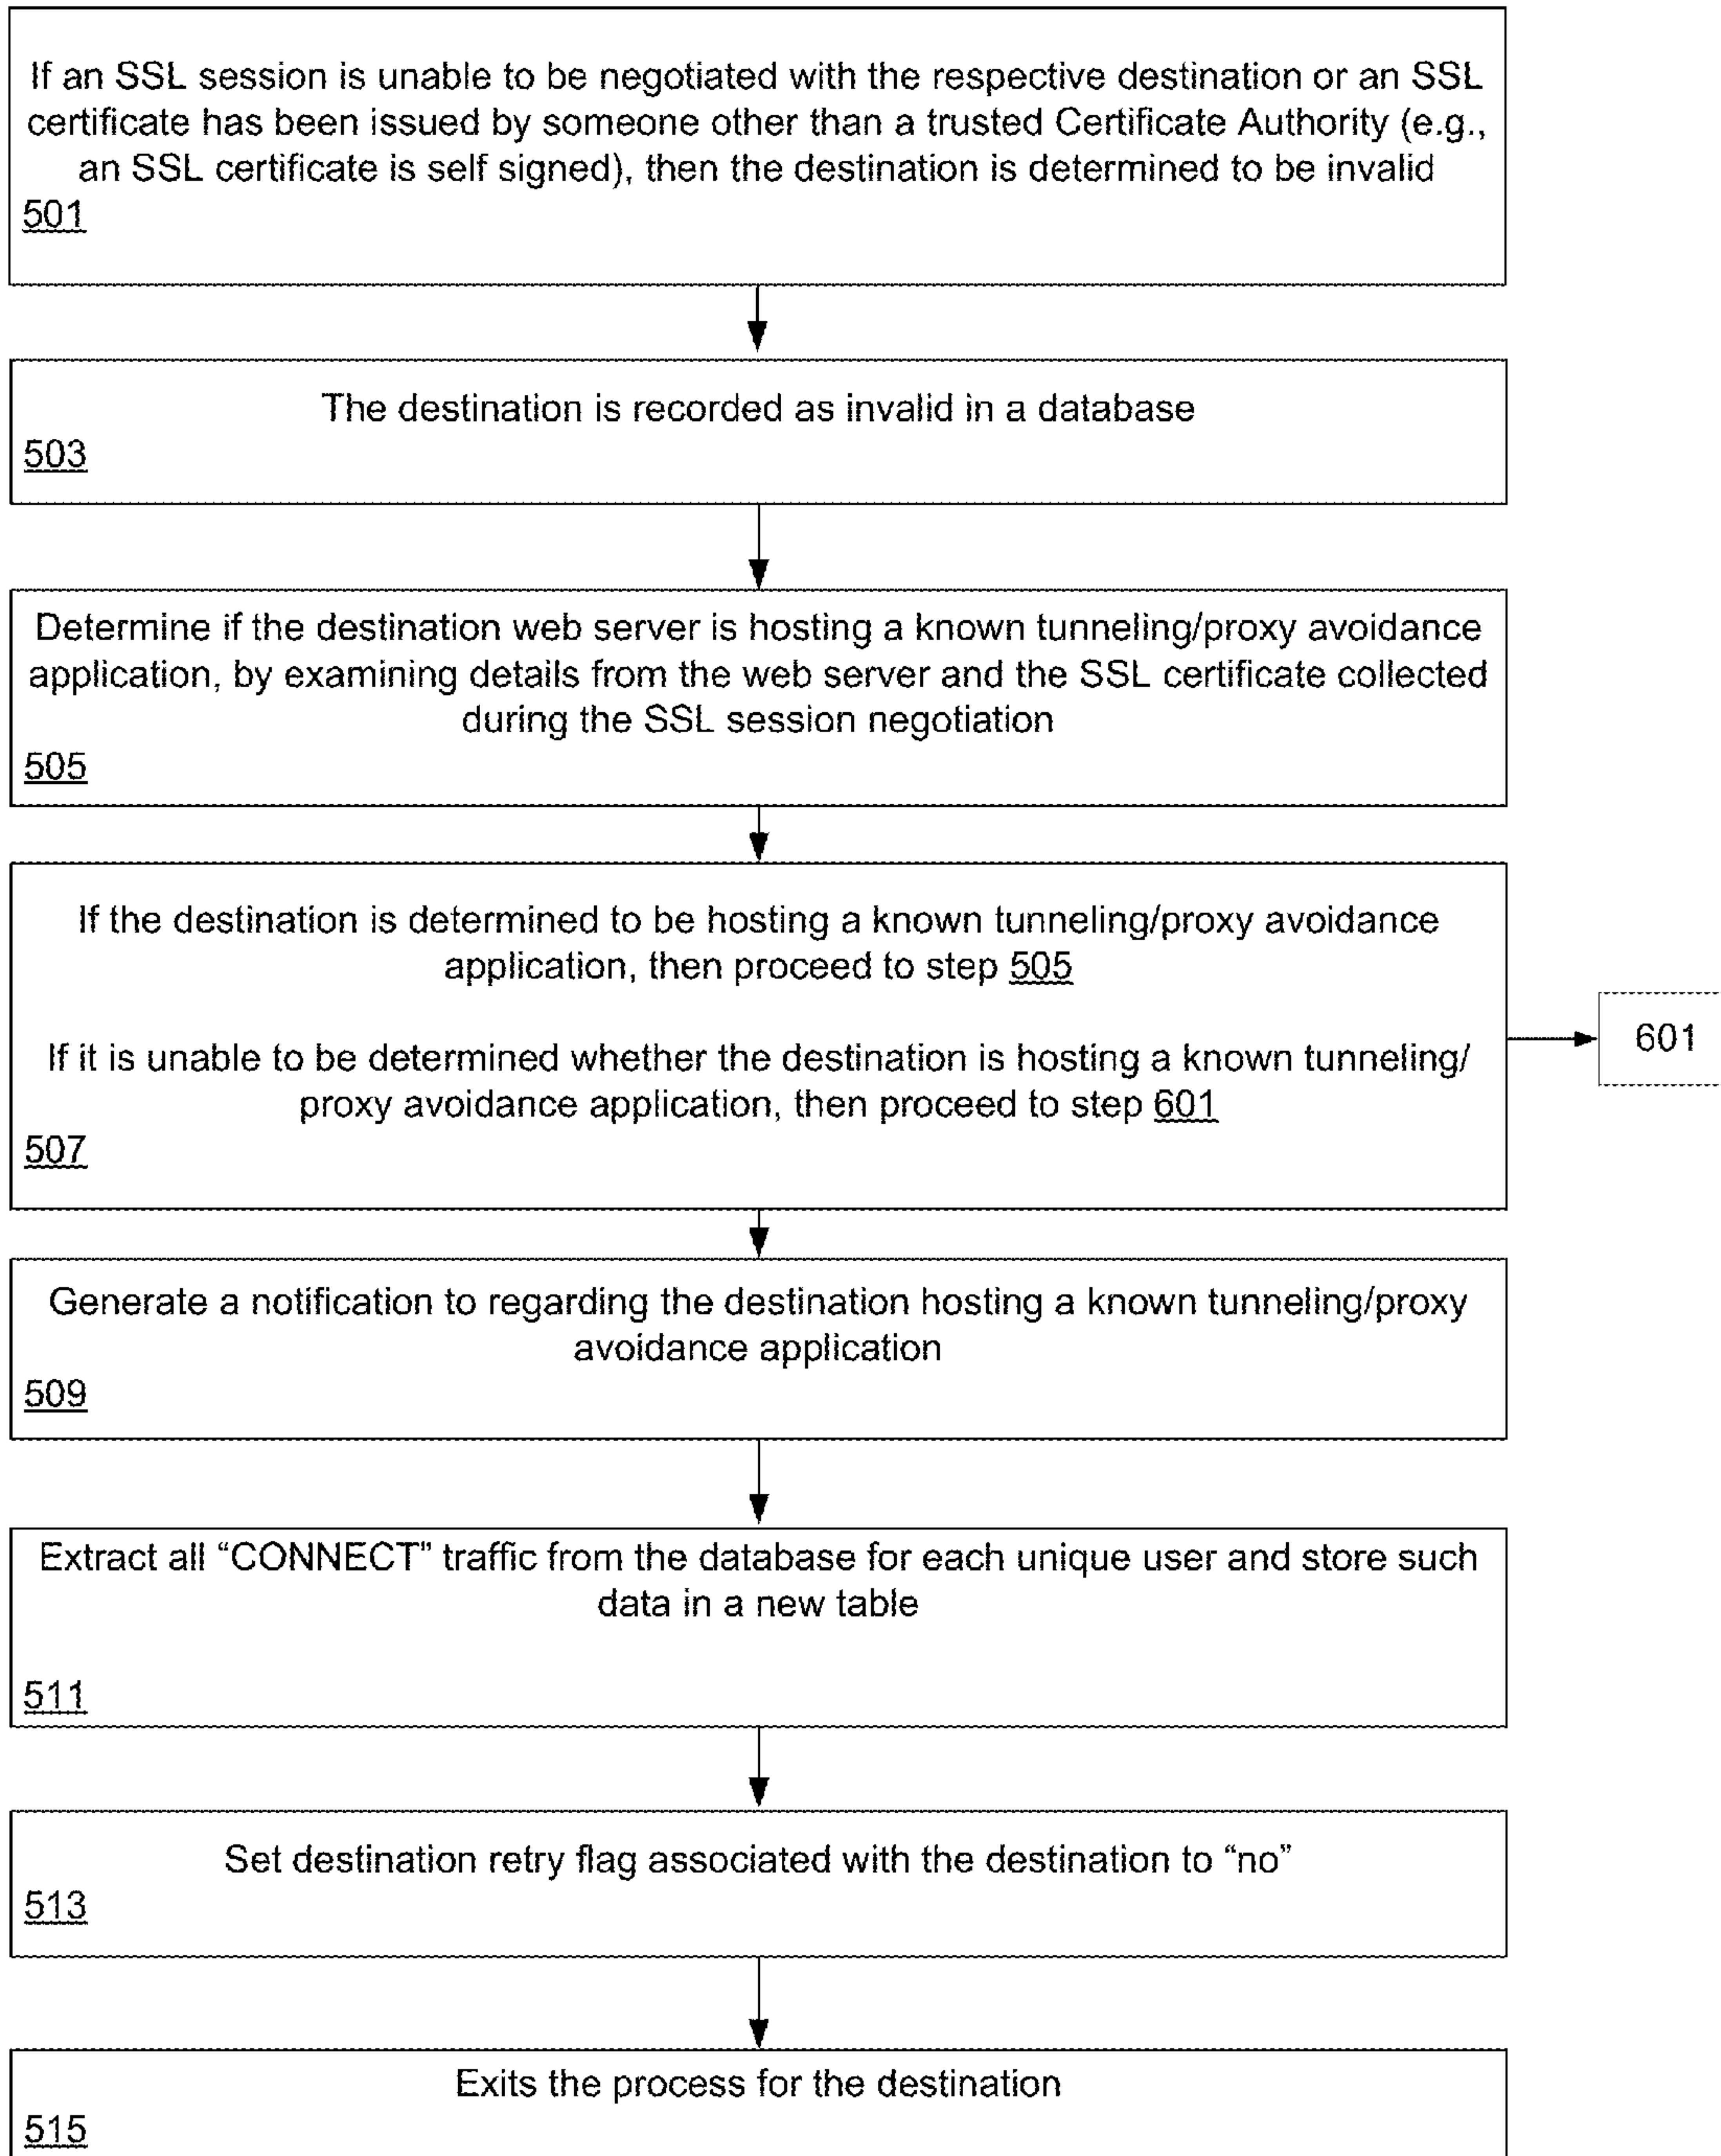 If an SSL session is unable to be negotiated with the respective destination or an SSL
certificate has been issued by someone other than a trusted Certificate Authority (e.g.,
an SSL certificate is self signed), then the destination is determined to be invalid
501
The destination is recorded as invalid in a database
503
Determine if the destination web server is hosting a known tunneling/proxy avoidance
application, by examining details from the web server and the SSL certificate collected
during the SSL session negotiation
505
If the destination is determined to be hosting a known tunneling/proxy avoidance
application, then proceed to step 505
If it is unable to be determined whether the destination is hosting a known tunneling/
proxy avoidance application, then proceed to step 601
507
601
Generate a notification to regarding the destination hosting a known tunneling/proxy
avoidance application
509
Extract all “CONNECT” traffic from the database for each unique user and store such
data in a new table
511
Set destination retry flag associated with the destination to “no”
513
Exits the process for the destination
515